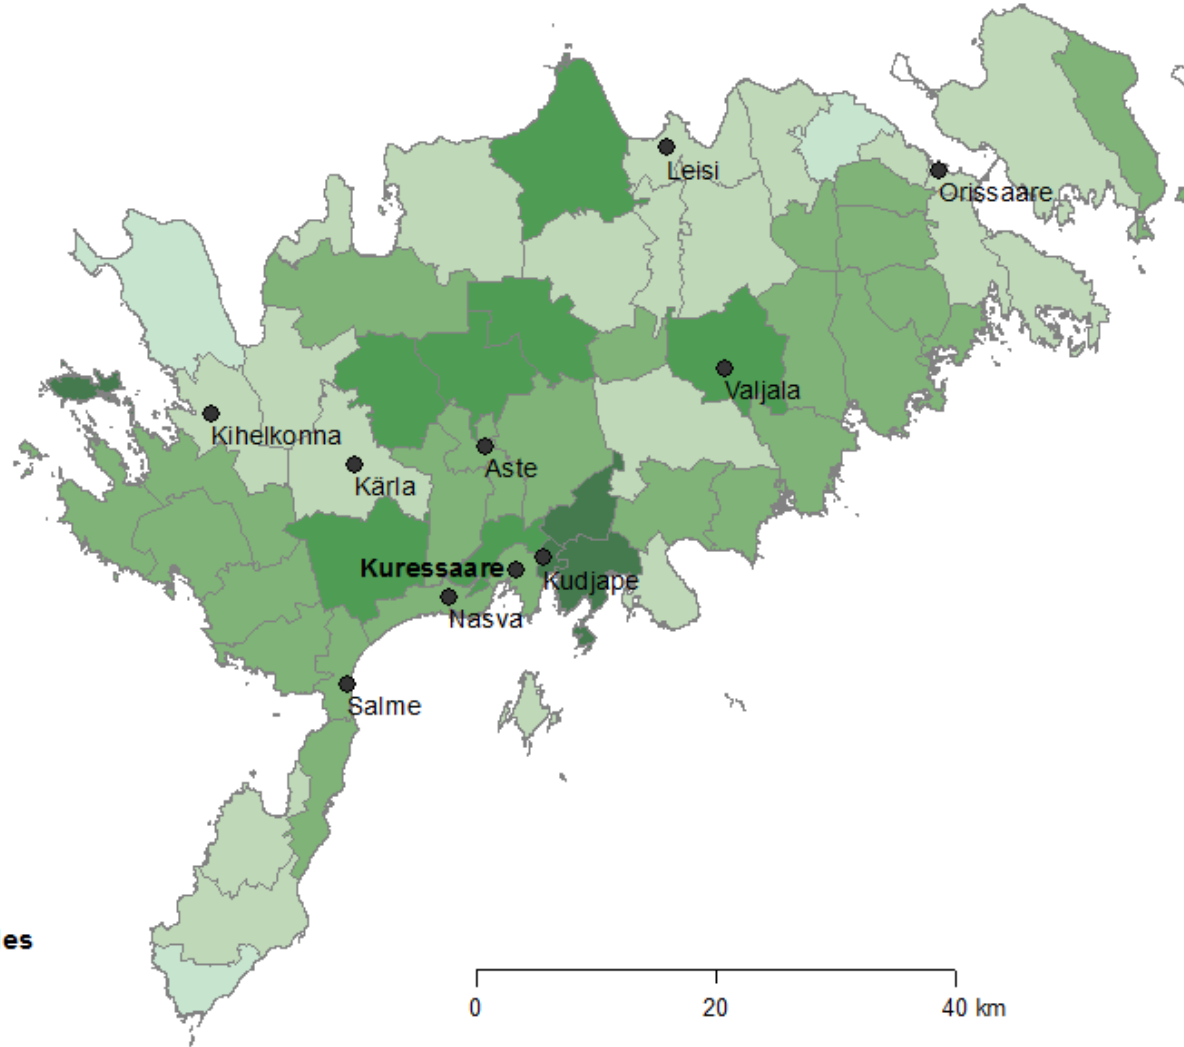 Leisi
Orissaare
Valjala
Kihelkonna
Aste
Kärla
Kuressaare
Kudjape
Nasva
Salme
es
0 20 40 km